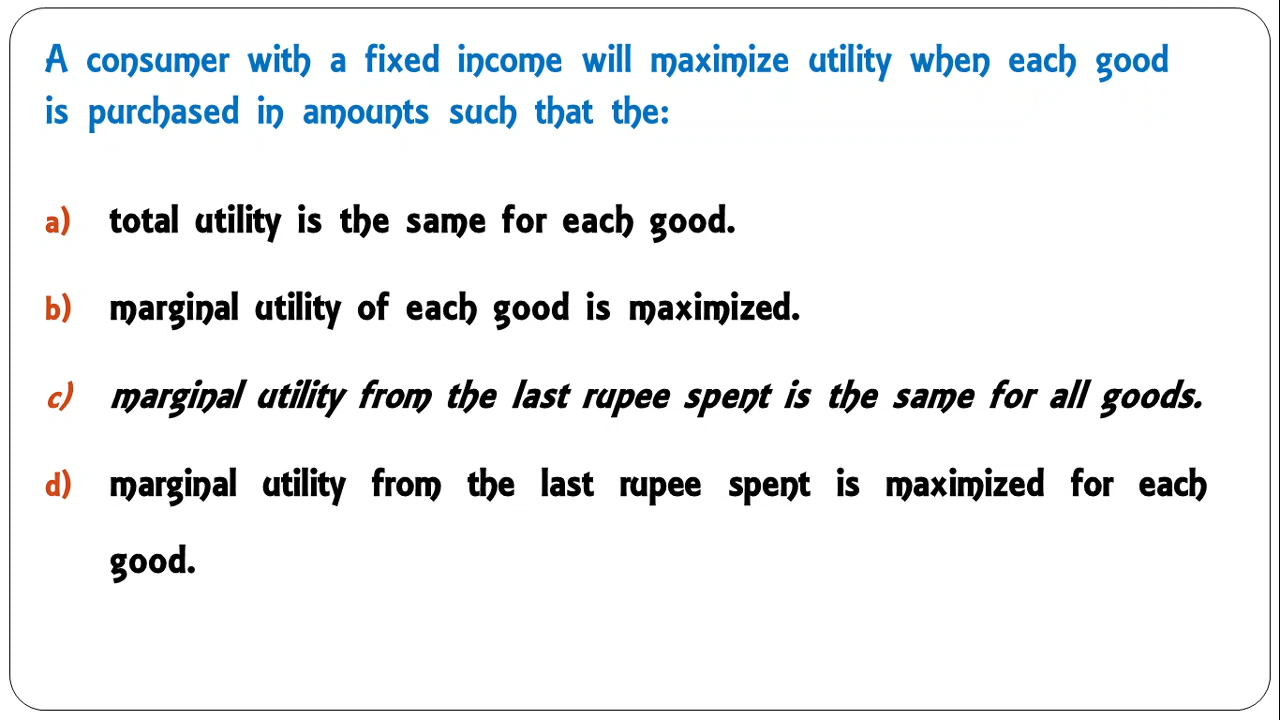 A consumer with a fixed income will maximize utility when each good
is purchased in amounts such that the:
a) total utility is the same for each good.
b) marginal utility of each good is maximized.
c) marginal utility from the last rupee spent is the same for all goods.
d) marginal utility from the last rupee spent is maximized for each
good.